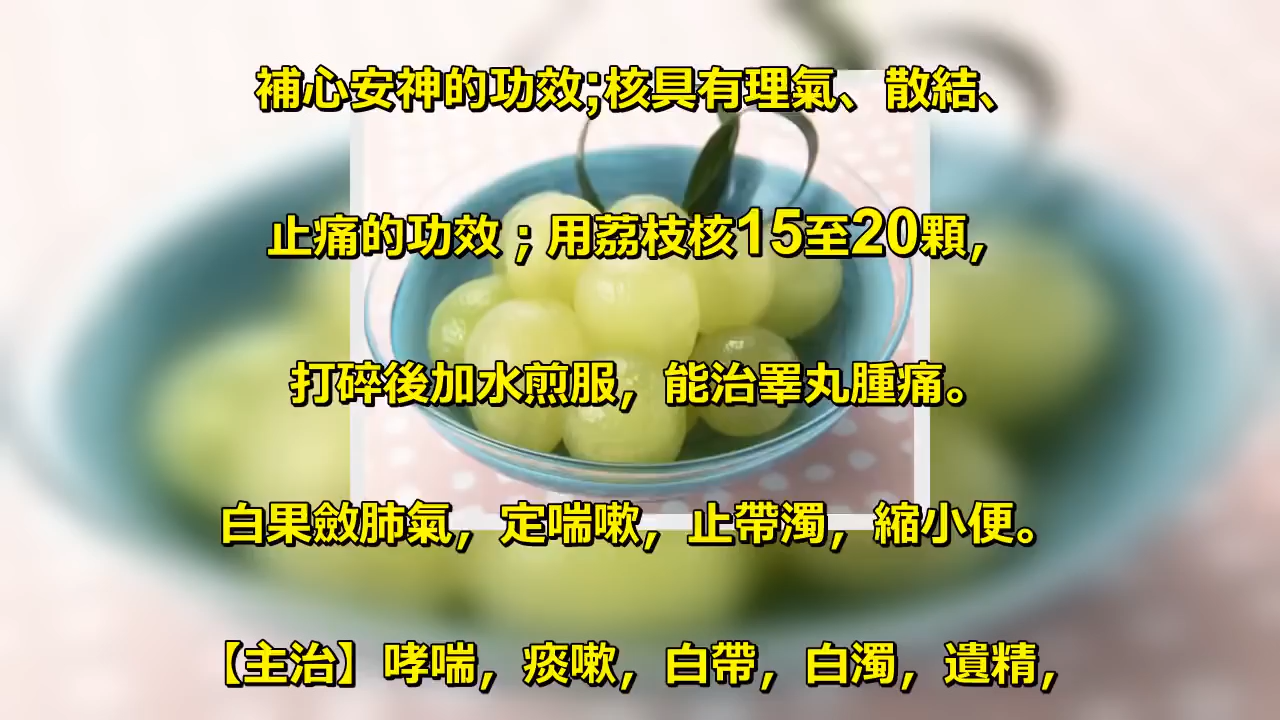 補心安神的功效;核具有理氣、散結、
止痛的功效；用荔枝核15至20顆，
打碎後加水煎服，能治睪丸腫痛。
白果斂肺氣，定喘嗽，止帶濁，縮小便。
【主治】哮喘，痰嗽，白帶，白濁，遺精，